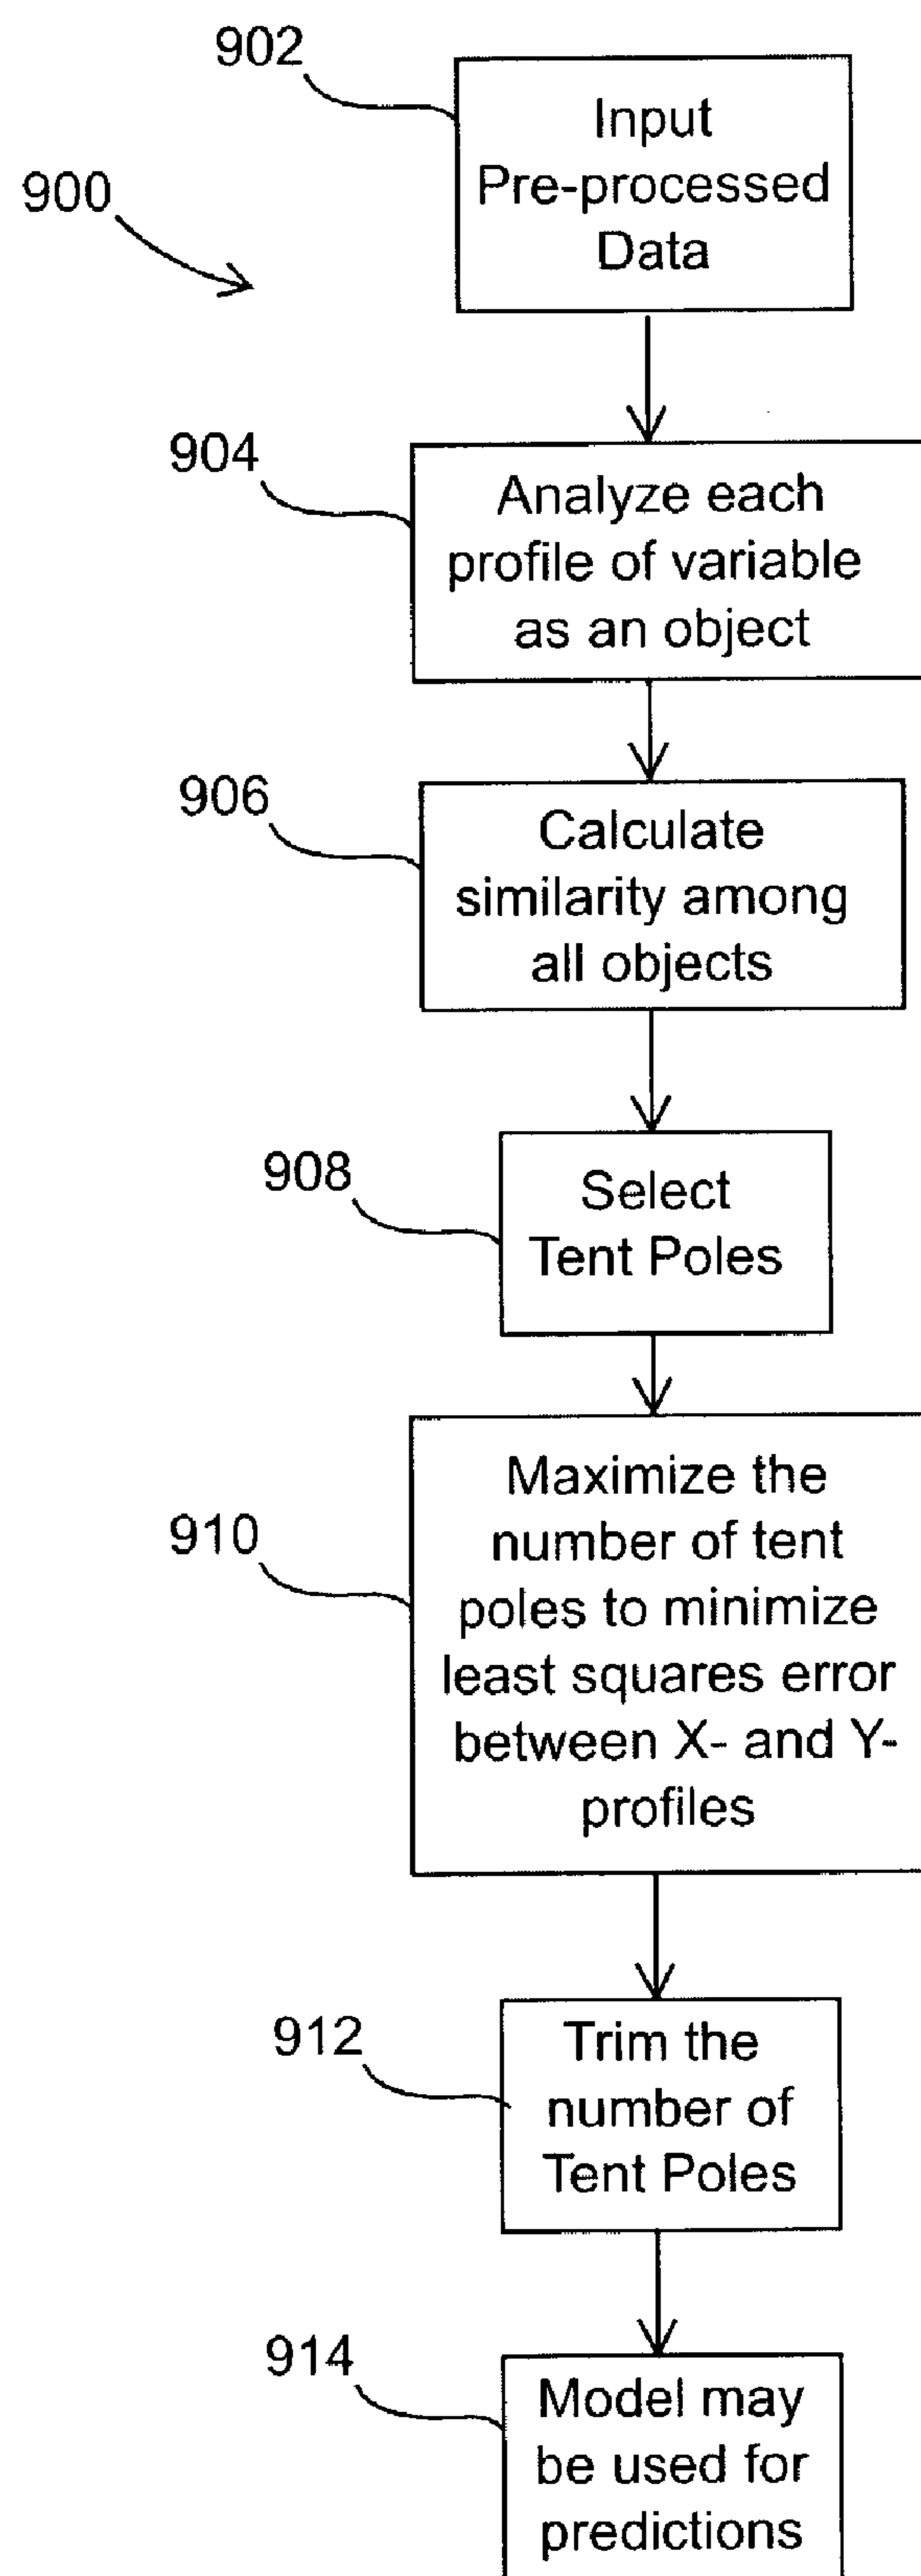 902
Input
Pre-processed
Data
900
904
Analyze each
profile of variable
as an object
906
Calculate
similarity among
all objects
908
Select
Tent Poles
910
Maximize the
number of tent
poles to minimize
least squares error
between X- and Y-
profiles
912
Trim the
number of
Tent Poles
914
Model may
be used for
predictions